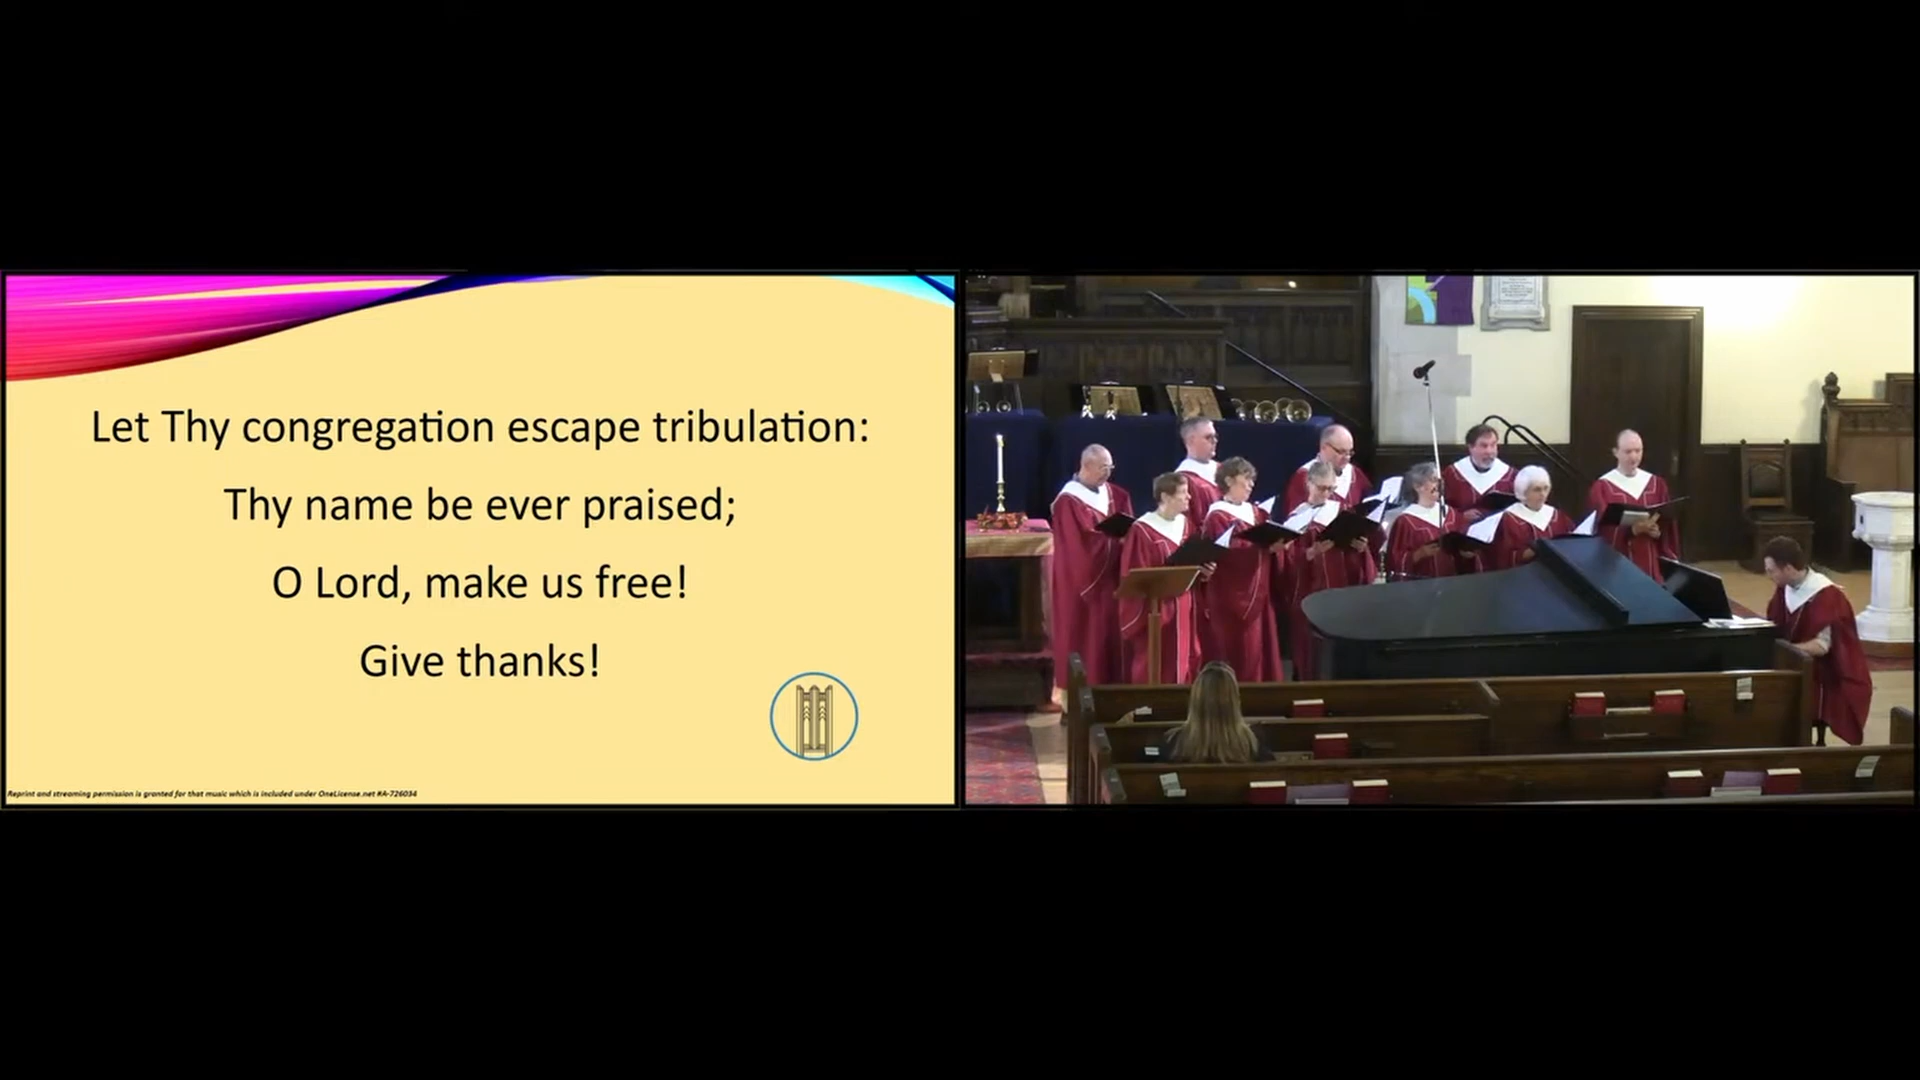 Let Thy congregation escape tribulation:
Thy name be ever praised;
O Lord, make us free!
Give thanks!
Reprint and streaming permission is granted for that music which is included under OneLicense.net #A-726034